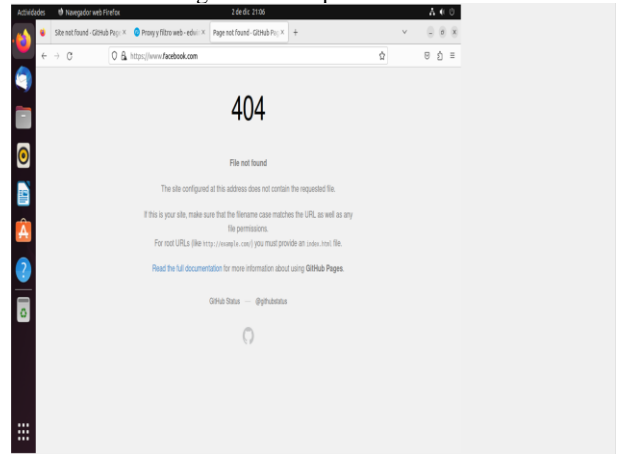 Actividades Navegador web Firefox 2 de dic 21:06
Site not found · GitHub Page × Proxy y filtro web - edwi × Page not found · GitHub Pag × +
https://www.facebook.com
404
File not found
The site configured at this address does not contain the requested file.
If this is your site, make sure that the filename case matches the URL as well as any
file permissions.
For root URLs (like http://example.com/) you must provide an index.html file.
Read the full documentation for more information about using GitHub Pages.
GitHub Status — @githubstatus